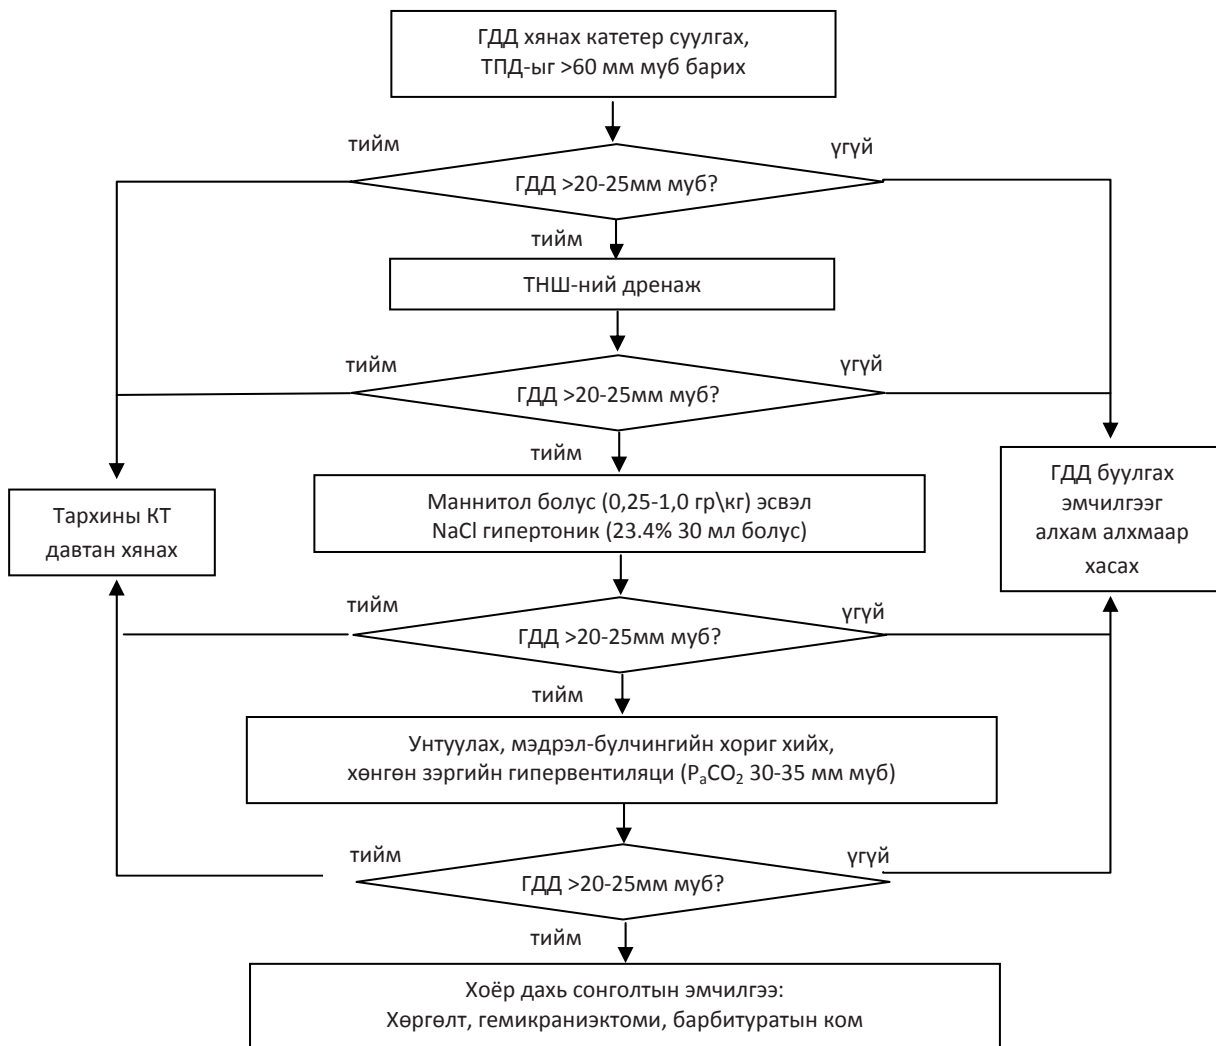 ГДД хянах катетер суулгах,
ТПД-ыг >60 мм муб барих
тийм
үгүй
ГДД >20-25мм муб?
тийм
ТНШ-ний дренаж
тийм
үгүй
ГДД >20-25мм муб?
тийм
Маннитол болус (0,25-1,0 гр\кг) эсвэл
NaCl гипертоник (23.4% 30 мл болус)
Тархины КТ
давтан хянах
ГДД буулгах
эмчилгээг
алхам алхмаар
хасах
тийм
үгүй
ГДД >20-25мм муб?
тийм
Унтуулах, мэдрэл-булчингийн хориг хийх,
хөнгөн зэргийн гипервентиляци (PₐCO₂ 30-35 мм муб)
тийм
үгүй
ГДД >20-25мм муб?
тийм
Хоёр дахь сонголтын эмчилгээ:
Хөргөлт, гемикраниэктоми, барбитуратын ком